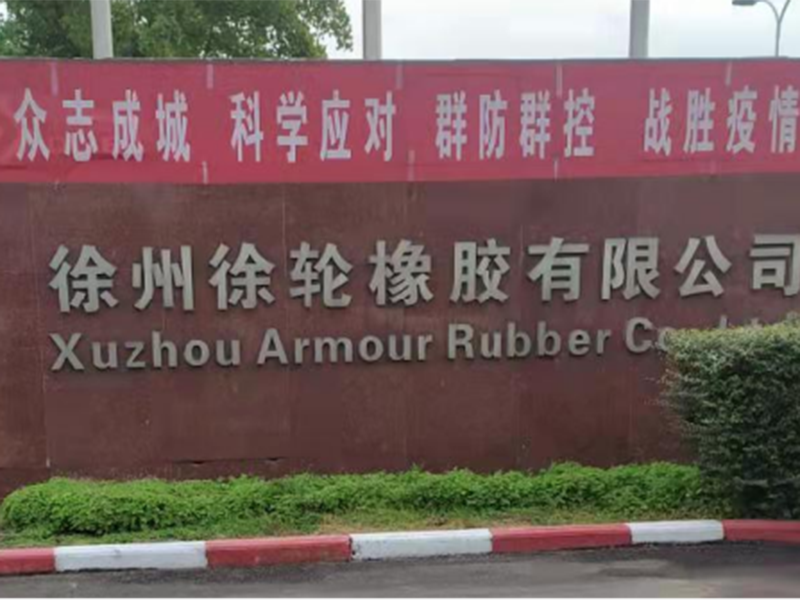 众志成城 科学应对 群防群控 战胜疫情
徐州徐轮橡胶有限公司
Xuzhou Armour Rubber Co